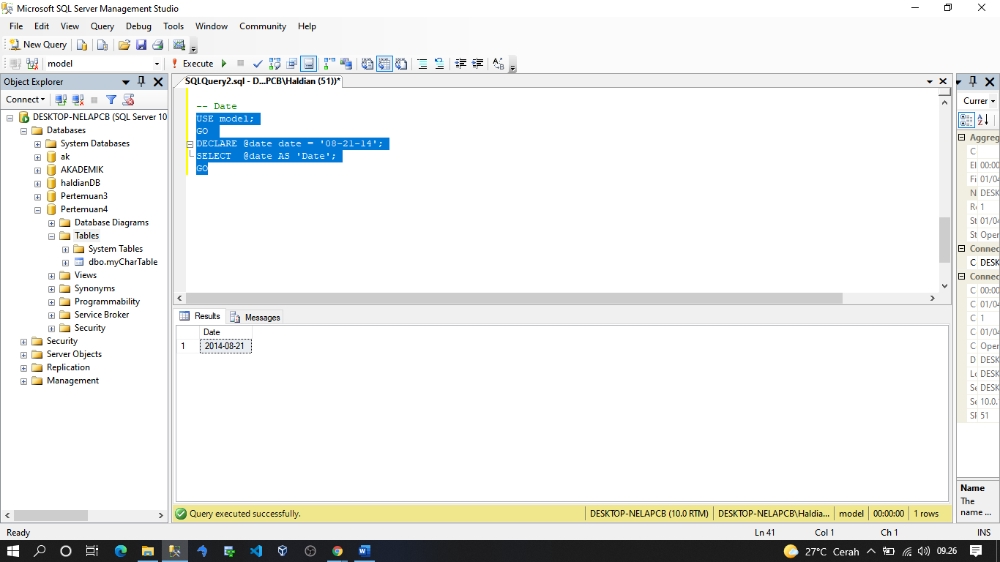 Microsoft SQL Server Management Studio
File Edit View Query Debug Tools Window Community Help
New Query
model
Execute
Object Explorer
Connect
DESKTOP-NELAPCB (SQL Server 10
Databases
System Databases
ak
AKADEMIK
haldianDB
Pertemuan3
Pertemuan4
Database Diagrams
Tables
System Tables
dbo.myCharTable
Views
Synonyms
Programmability
Service Broker
Security
Security
Server Objects
Replication
Management
SQLQuery2.sql - D...PCB\Haldian (51))*
-- Date
USE model;
GO
DECLARE @date date = '08-21-14';
SELECT  @date AS 'Date';
GO
Results Messages
Date
1 2014-08-21
Query executed successfully.
DESKTOP-NELAPCB (10.0 RTM) DESKTOP-NELAPCB\Haldia... model 00:00:00 1 rows
Currer
Aggreg
C
El 00:00
Fi 01/04
N DESK
Re 1
St 01/04
St Oper
Connec
C DESK
Connec
C 00:00
C 01/04
C 1
C 01/04
C Oper
D DESK
Lo DESK
Se DESK
Se 10.0.
SP 51
Name
The
name ...
Ready Ln 41 Col 1 Ch 1 INS
27°C Cerah 09.26